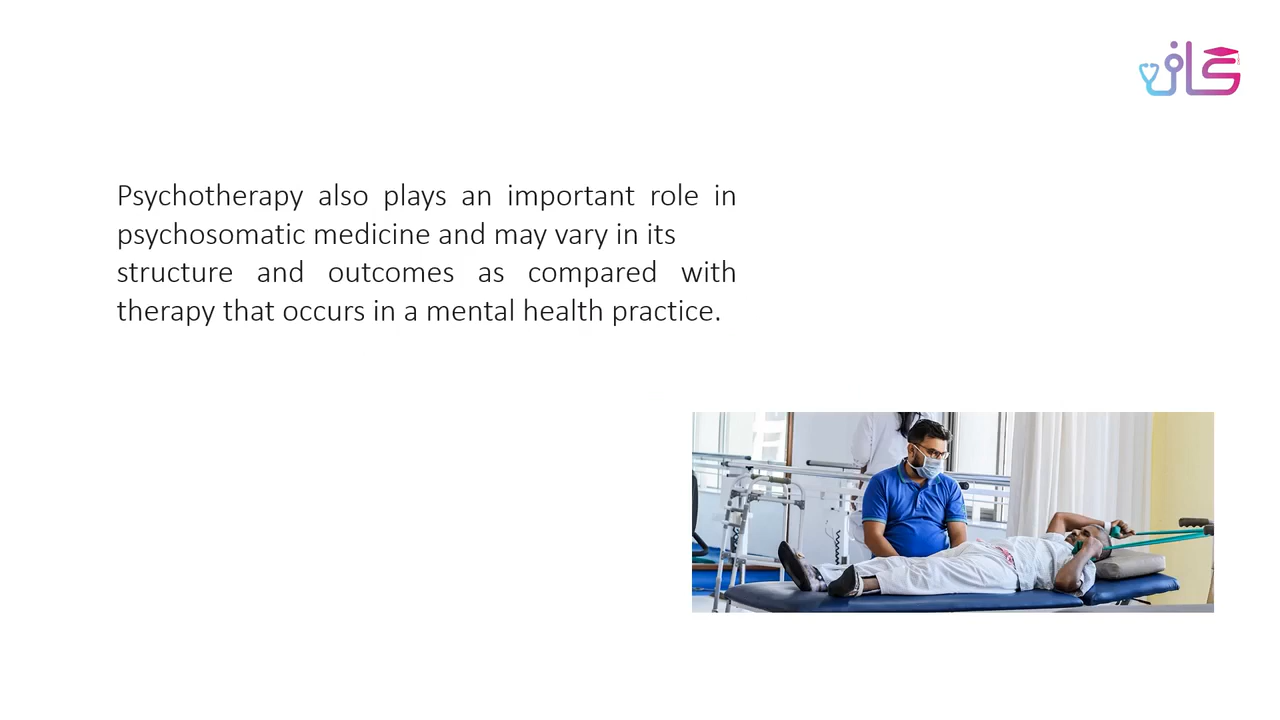 كافي
Psychotherapy also plays an important role in
psychosomatic medicine and may vary in its
structure and outcomes as compared with
therapy that occurs in a mental health practice.